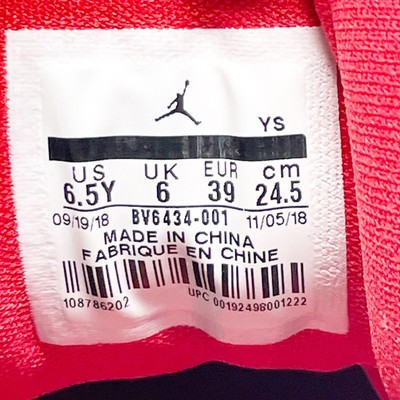 YS
US UK EUR cm
6.5Y 6 39 24.5
09/19/18 BV6434-001 11/05/18
MADE IN CHINA
FABRIQUE EN CHINE
108786202 UPC 00192498001222